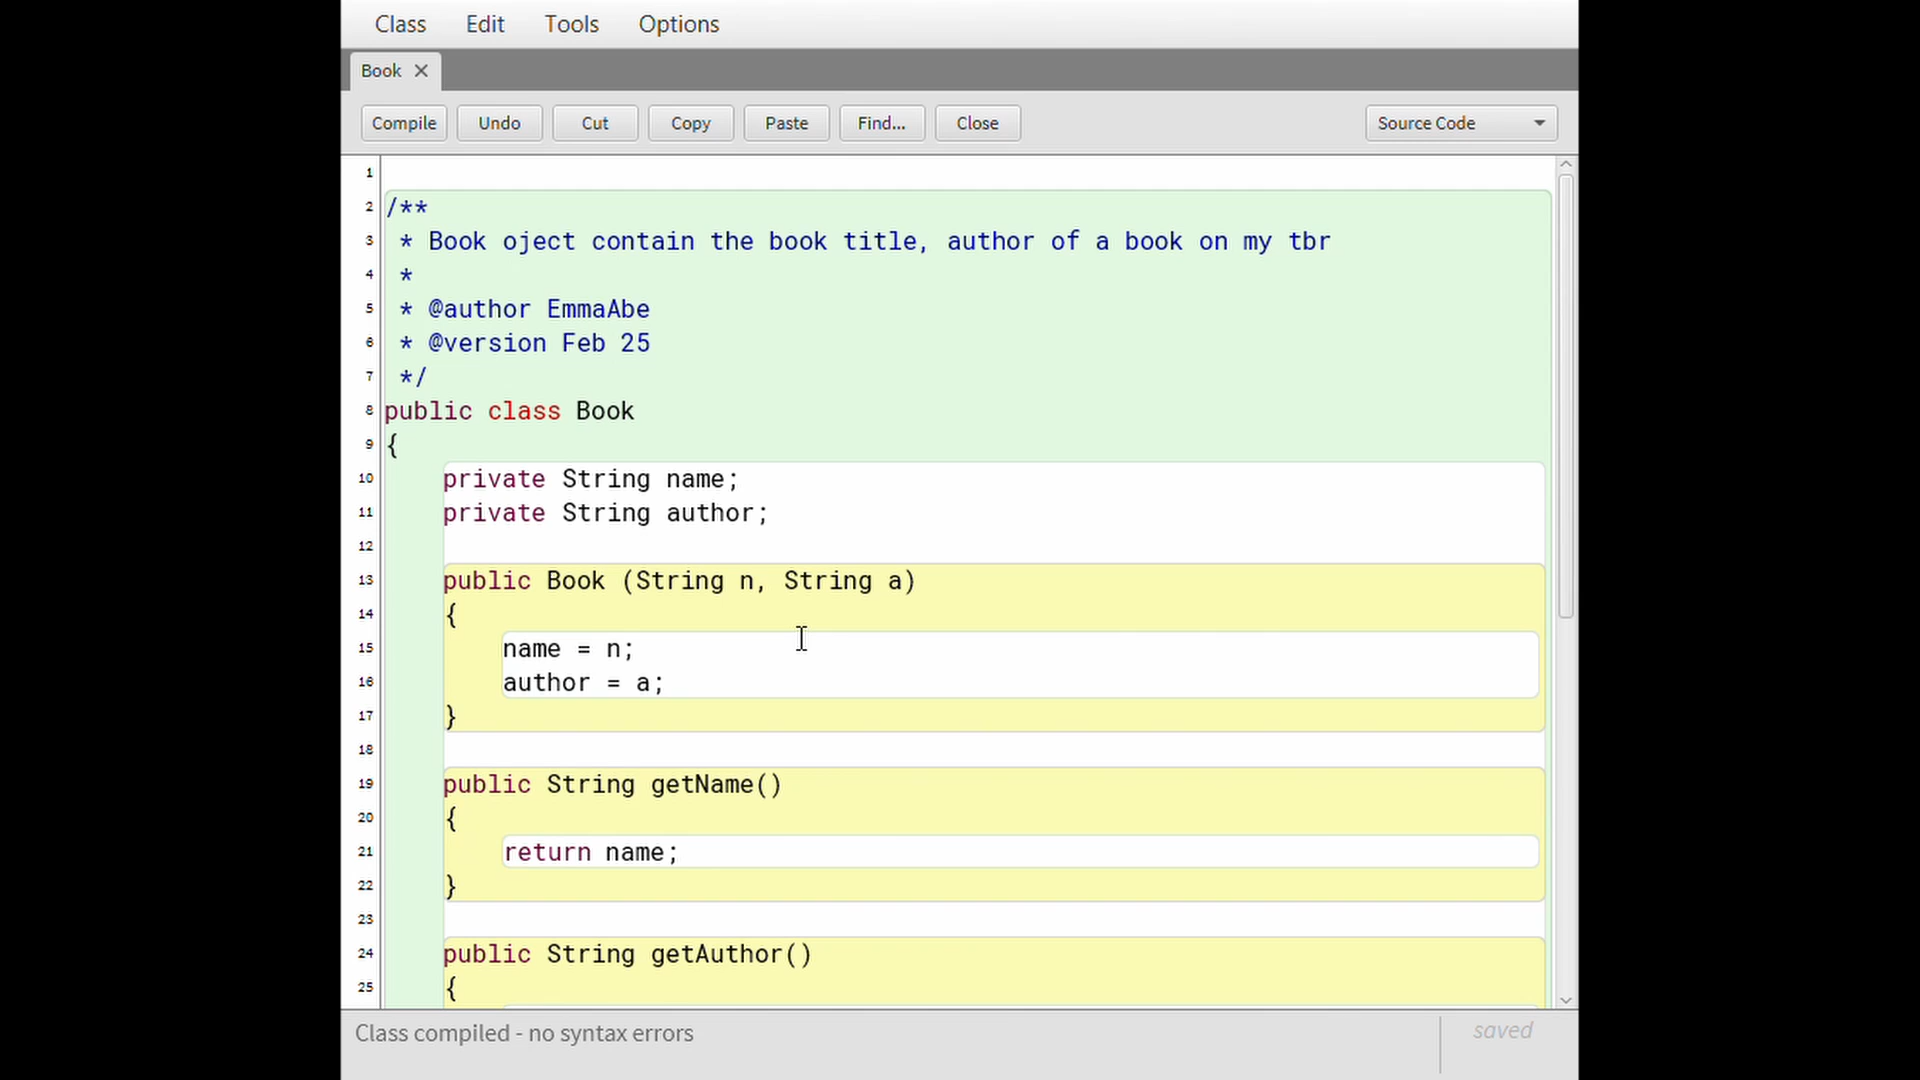 Class Edit Tools Options
Book ×
Compile Undo Cut Copy Paste Find... Close Source Code
1
2 /**
3 * Book oject contain the book title, author of a book on my tbr
4 *
5 * @author EmmaAbe
6 * @version Feb 25
7 */
8 public class Book
9 {
10 private String name;
11 private String author;
12
13 public Book (String n, String a)
14 {
15 name = n;
16 author = a;
17 }
18
19 public String getName()
20 {
21 return name;
22 }
23
24 public String getAuthor()
25 {
Class compiled - no syntax errors saved